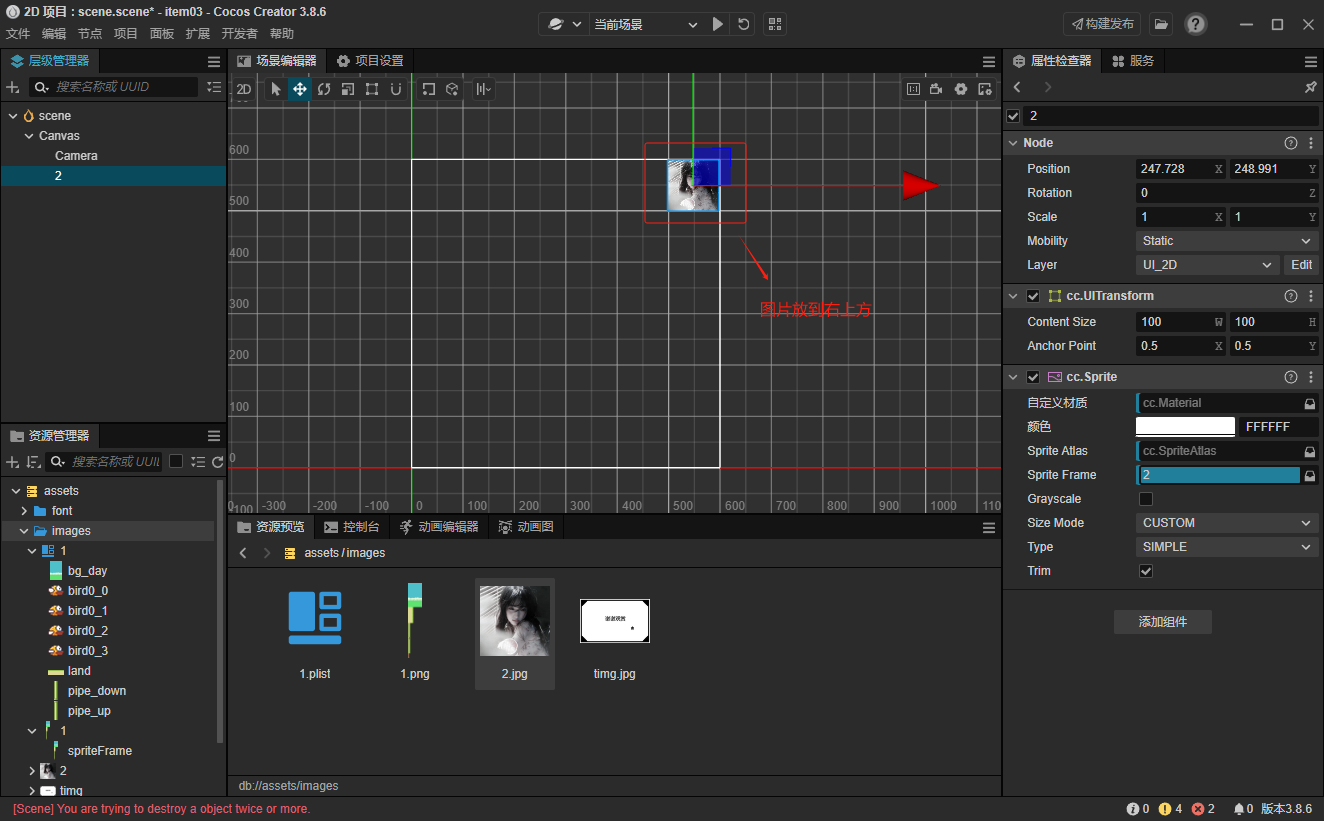 2D 项目 : scene.scene* - item03 - Cocos Creator 3.8.6
文件 编辑 节点 项目 面板 扩展 开发者 帮助
当前场景
构建发布
层级管理器
搜索名称或 UUID
scene
Canvas
Camera
2
场景编辑器 项目设置
2D
600
500
400
300
200
100
0
-100
-300 -200 -100 0 100 200 300 400 500 600 700 800 900 1000 110
图片放到右上方
资源管理器
搜索名称或 UUI
assets
font
images
1
bg_day
bird0_0
bird0_1
bird0_2
bird0_3
land
pipe_down
pipe_up
1
spriteFrame
2
timg
资源预览 控制台 动画编辑器 动画图
assets / images
1.plist
1.png
2.jpg
timg.jpg
db://assets/images
属性检查器 服务
2
Node
Position 247.728 X 248.991 Y
Rotation 0 Z
Scale 1 X 1 Y
Mobility Static
Layer UI_2D Edit
cc.UITransform
Content Size 100 W 100 H
Anchor Point 0.5 X 0.5 Y
cc.Sprite
自定义材质 cc.Material
颜色 FFFFFF
Sprite Atlas cc.SpriteAtlas
Sprite Frame 2
Grayscale
Size Mode CUSTOM
Type SIMPLE
Trim
添加组件
[Scene] You are trying to destroy a object twice or more.
0 4 2 0 版本3.8.6